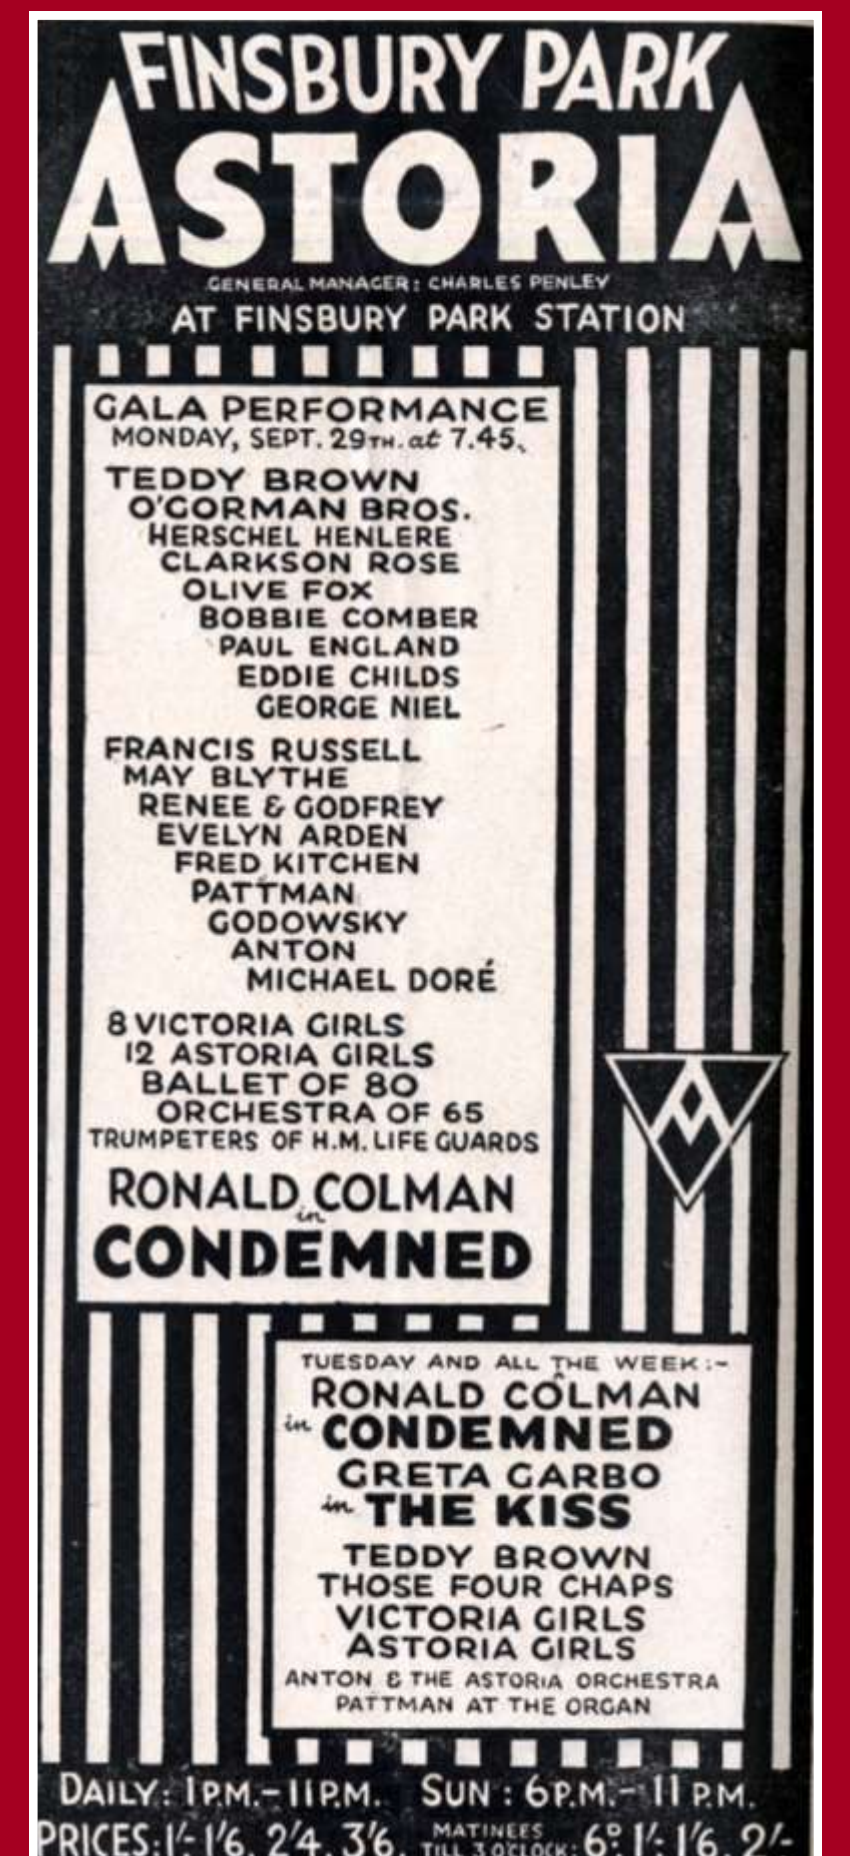 FINSBURY PARK
ASTORIA
GENERAL MANAGER: CHARLES PENLEY
AT FINSBURY PARK STATION
GALA PERFORMANCE
MONDAY, SEPT. 29TH. at 7.45.
TEDDY BROWN
O'GORMAN BROS.
HERSCHEL HENLERE
CLARKSON ROSE
OLIVE FOX
BOBBIE COMBER
PAUL ENGLAND
EDDIE CHILDS
GEORGE NIEL
FRANCIS RUSSELL
MAY BLYTHE
RENEE & GODFREY
EVELYN ARDEN
FRED KITCHEN
PATTMAN
GODOWSKY
ANTON
MICHAEL DORÉ
8 VICTORIA GIRLS
12 ASTORIA GIRLS
BALLET OF 80
ORCHESTRA OF 65
TRUMPETERS OF H.M. LIFE GUARDS
RONALD COLMAN
in
CONDEMNED
TUESDAY AND ALL THE WEEK:-
RONALD COLMAN
in CONDEMNED
GRETA GARBO
in THE KISS
TEDDY BROWN
THOSE FOUR CHAPS
VICTORIA GIRLS
ASTORIA GIRLS
ANTON & THE ASTORIA ORCHESTRA
PATTMAN AT THE ORGAN
DAILY: 1 P.M.-11 P.M. SUN: 6 P.M.-11 P.M.
PRICES: 1/- 1/6, 2/4, 3/6. MATINEES TILL 3 O'CLOCK: 6D. 1/- 1/6, 2/-